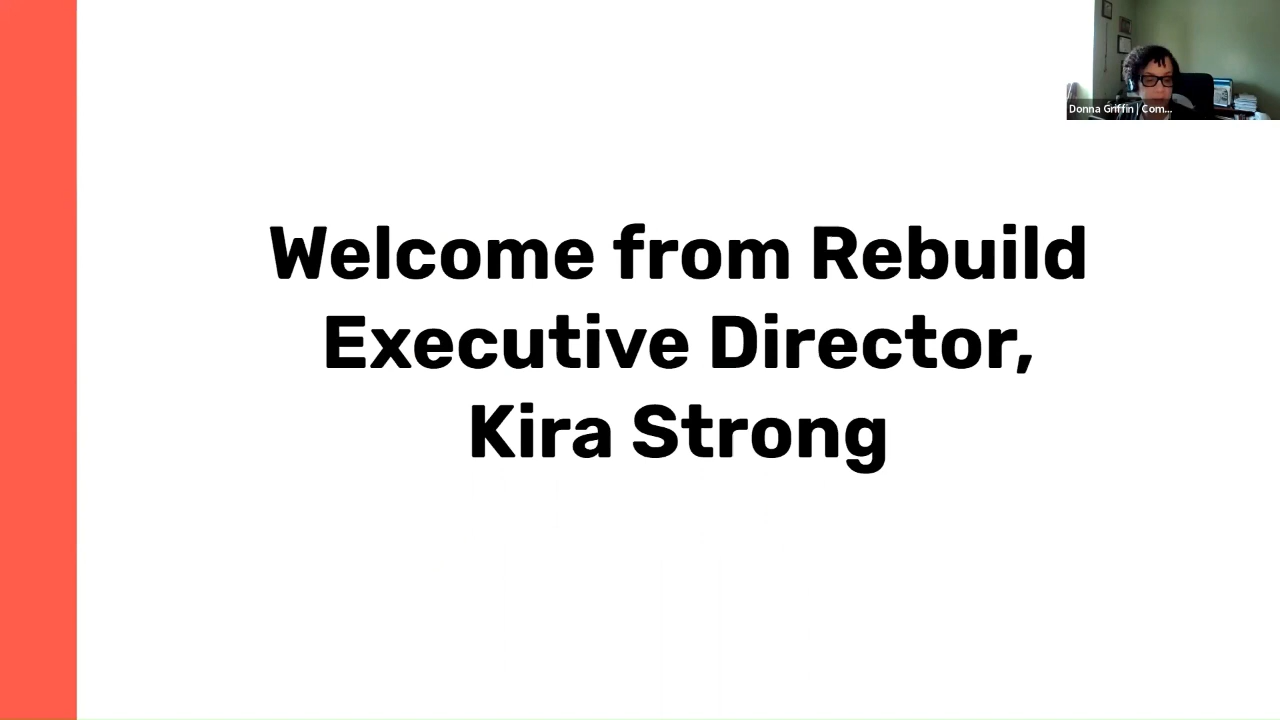 Donna Griffin | Com...
Welcome from Rebuild
Executive Director,
Kira Strong